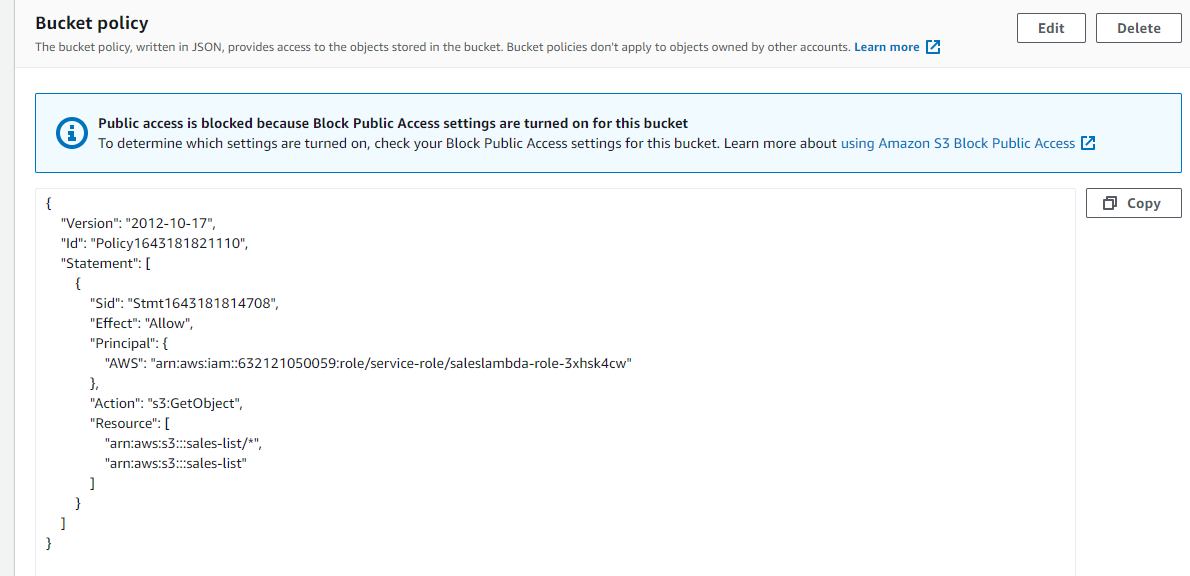 Bucket policy
Edit
Delete
The bucket policy, written in JSON, provides access to the objects stored in the bucket. Bucket policies don't apply to objects owned by other accounts. Learn more
Public access is blocked because Block Public Access settings are turned on for this bucket
To determine which settings are turned on, check your Block Public Access settings for this bucket. Learn more about using Amazon S3 Block Public Access
Copy
{
"Version": "2012-10-17",
"Id": "Policy1643181821110",
"Statement": [
{
"Sid": "Stmt1643181814708",
"Effect": "Allow",
"Principal": {
"AWS": "arn:aws:iam::632121050059:role/service-role/saleslambda-role-3xhsk4cw"
},
"Action": "s3:GetObject",
"Resource": [
"arn:aws:s3:::sales-list/*",
"arn:aws:s3:::sales-list"
]
}
]
}